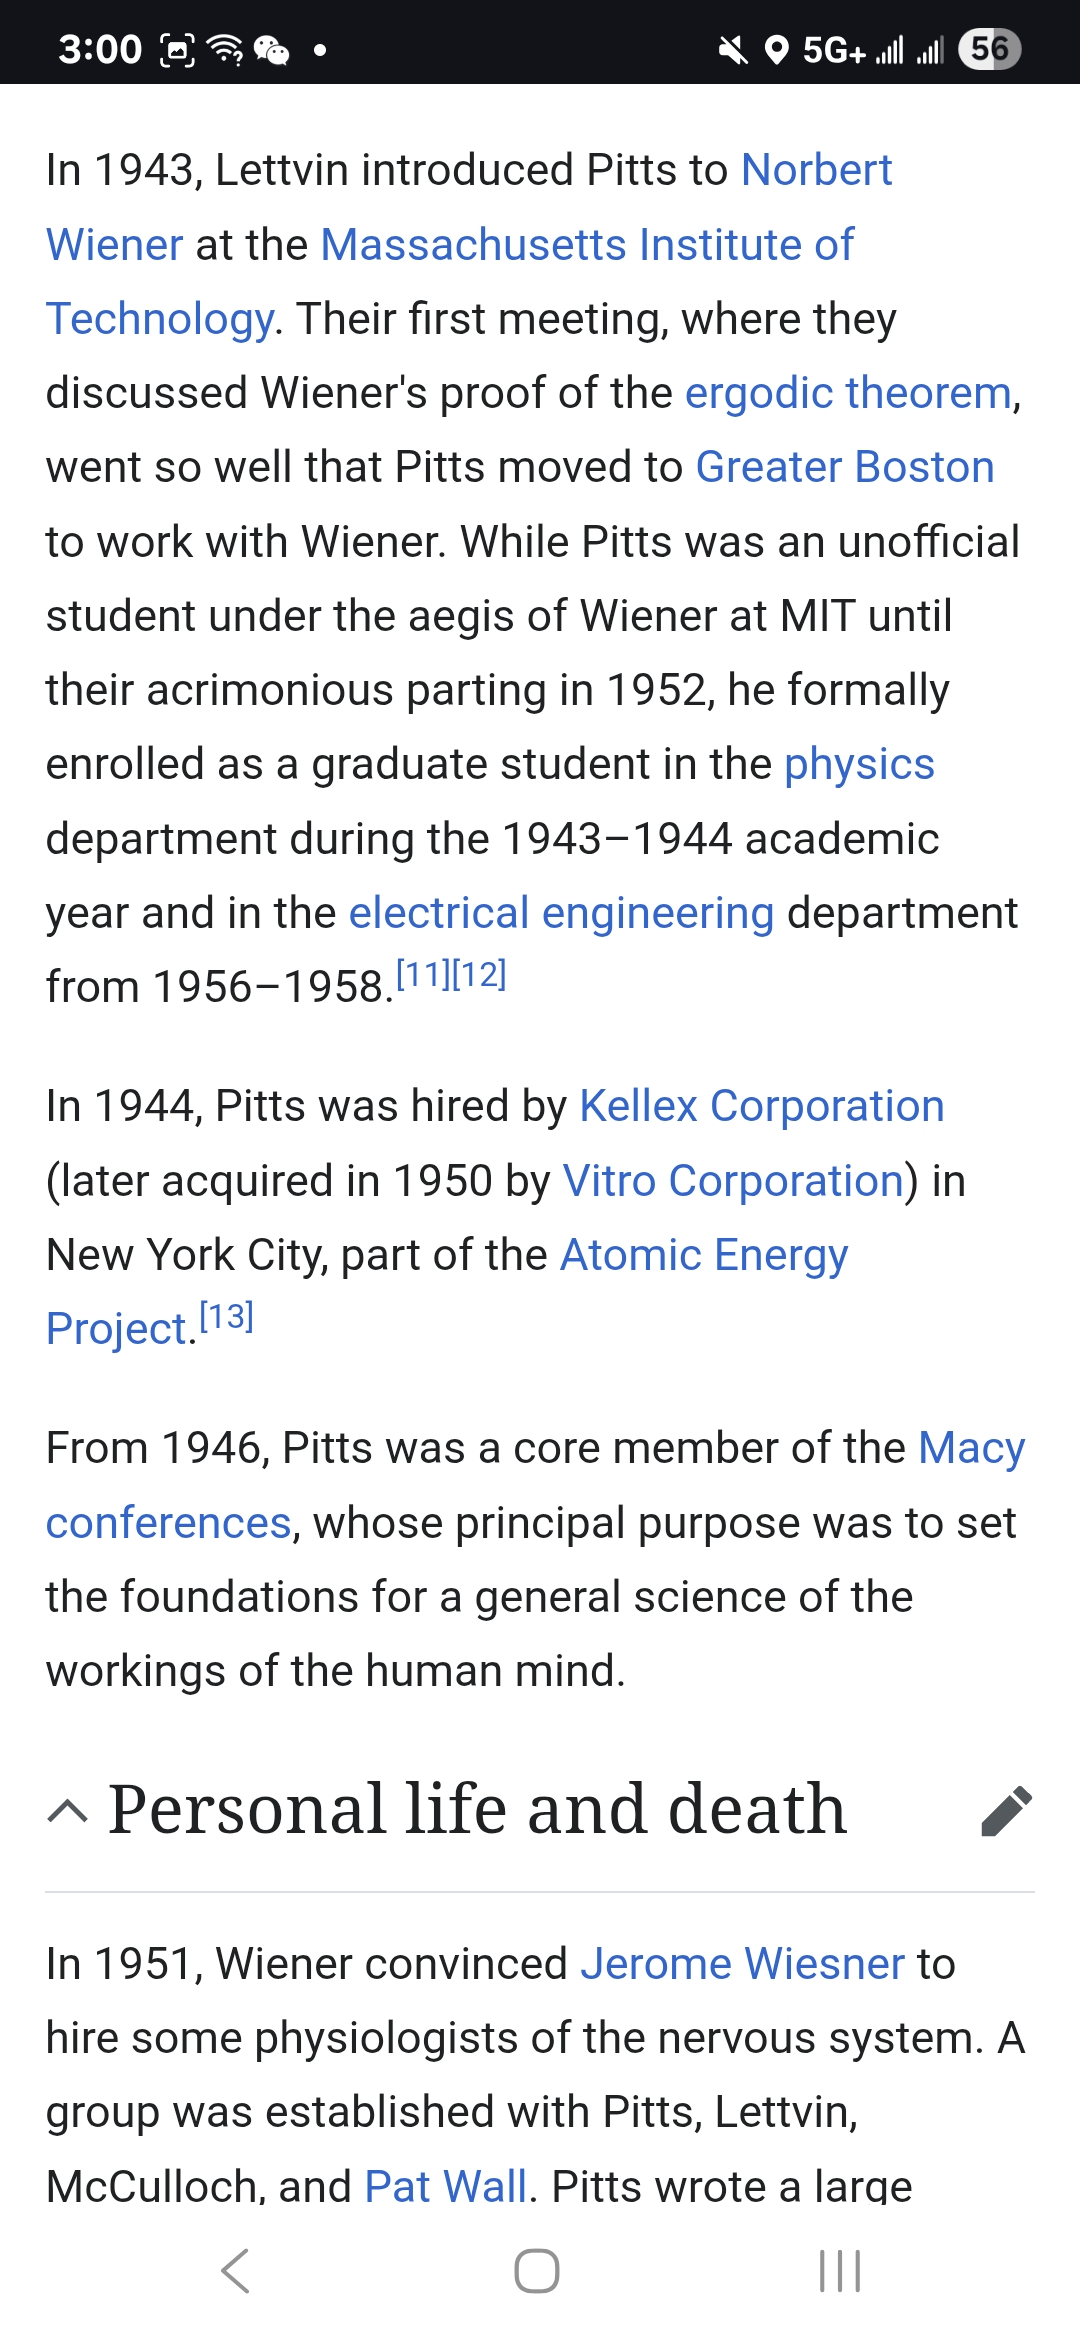 3:00 5G+ 56
In 1943, Lettvin introduced Pitts to Norbert
Wiener at the Massachusetts Institute of
Technology. Their first meeting, where they
discussed Wiener's proof of the ergodic theorem,
went so well that Pitts moved to Greater Boston
to work with Wiener. While Pitts was an unofficial
student under the aegis of Wiener at MIT until
their acrimonious parting in 1952, he formally
enrolled as a graduate student in the physics
department during the 1943–1944 academic
year and in the electrical engineering department
from 1956–1958.[11][12]
In 1944, Pitts was hired by Kellex Corporation
(later acquired in 1950 by Vitro Corporation) in
New York City, part of the Atomic Energy
Project.[13]
From 1946, Pitts was a core member of the Macy
conferences, whose principal purpose was to set
the foundations for a general science of the
workings of the human mind.
Personal life and death
In 1951, Wiener convinced Jerome Wiesner to
hire some physiologists of the nervous system. A
group was established with Pitts, Lettvin,
McCulloch, and Pat Wall. Pitts wrote a large